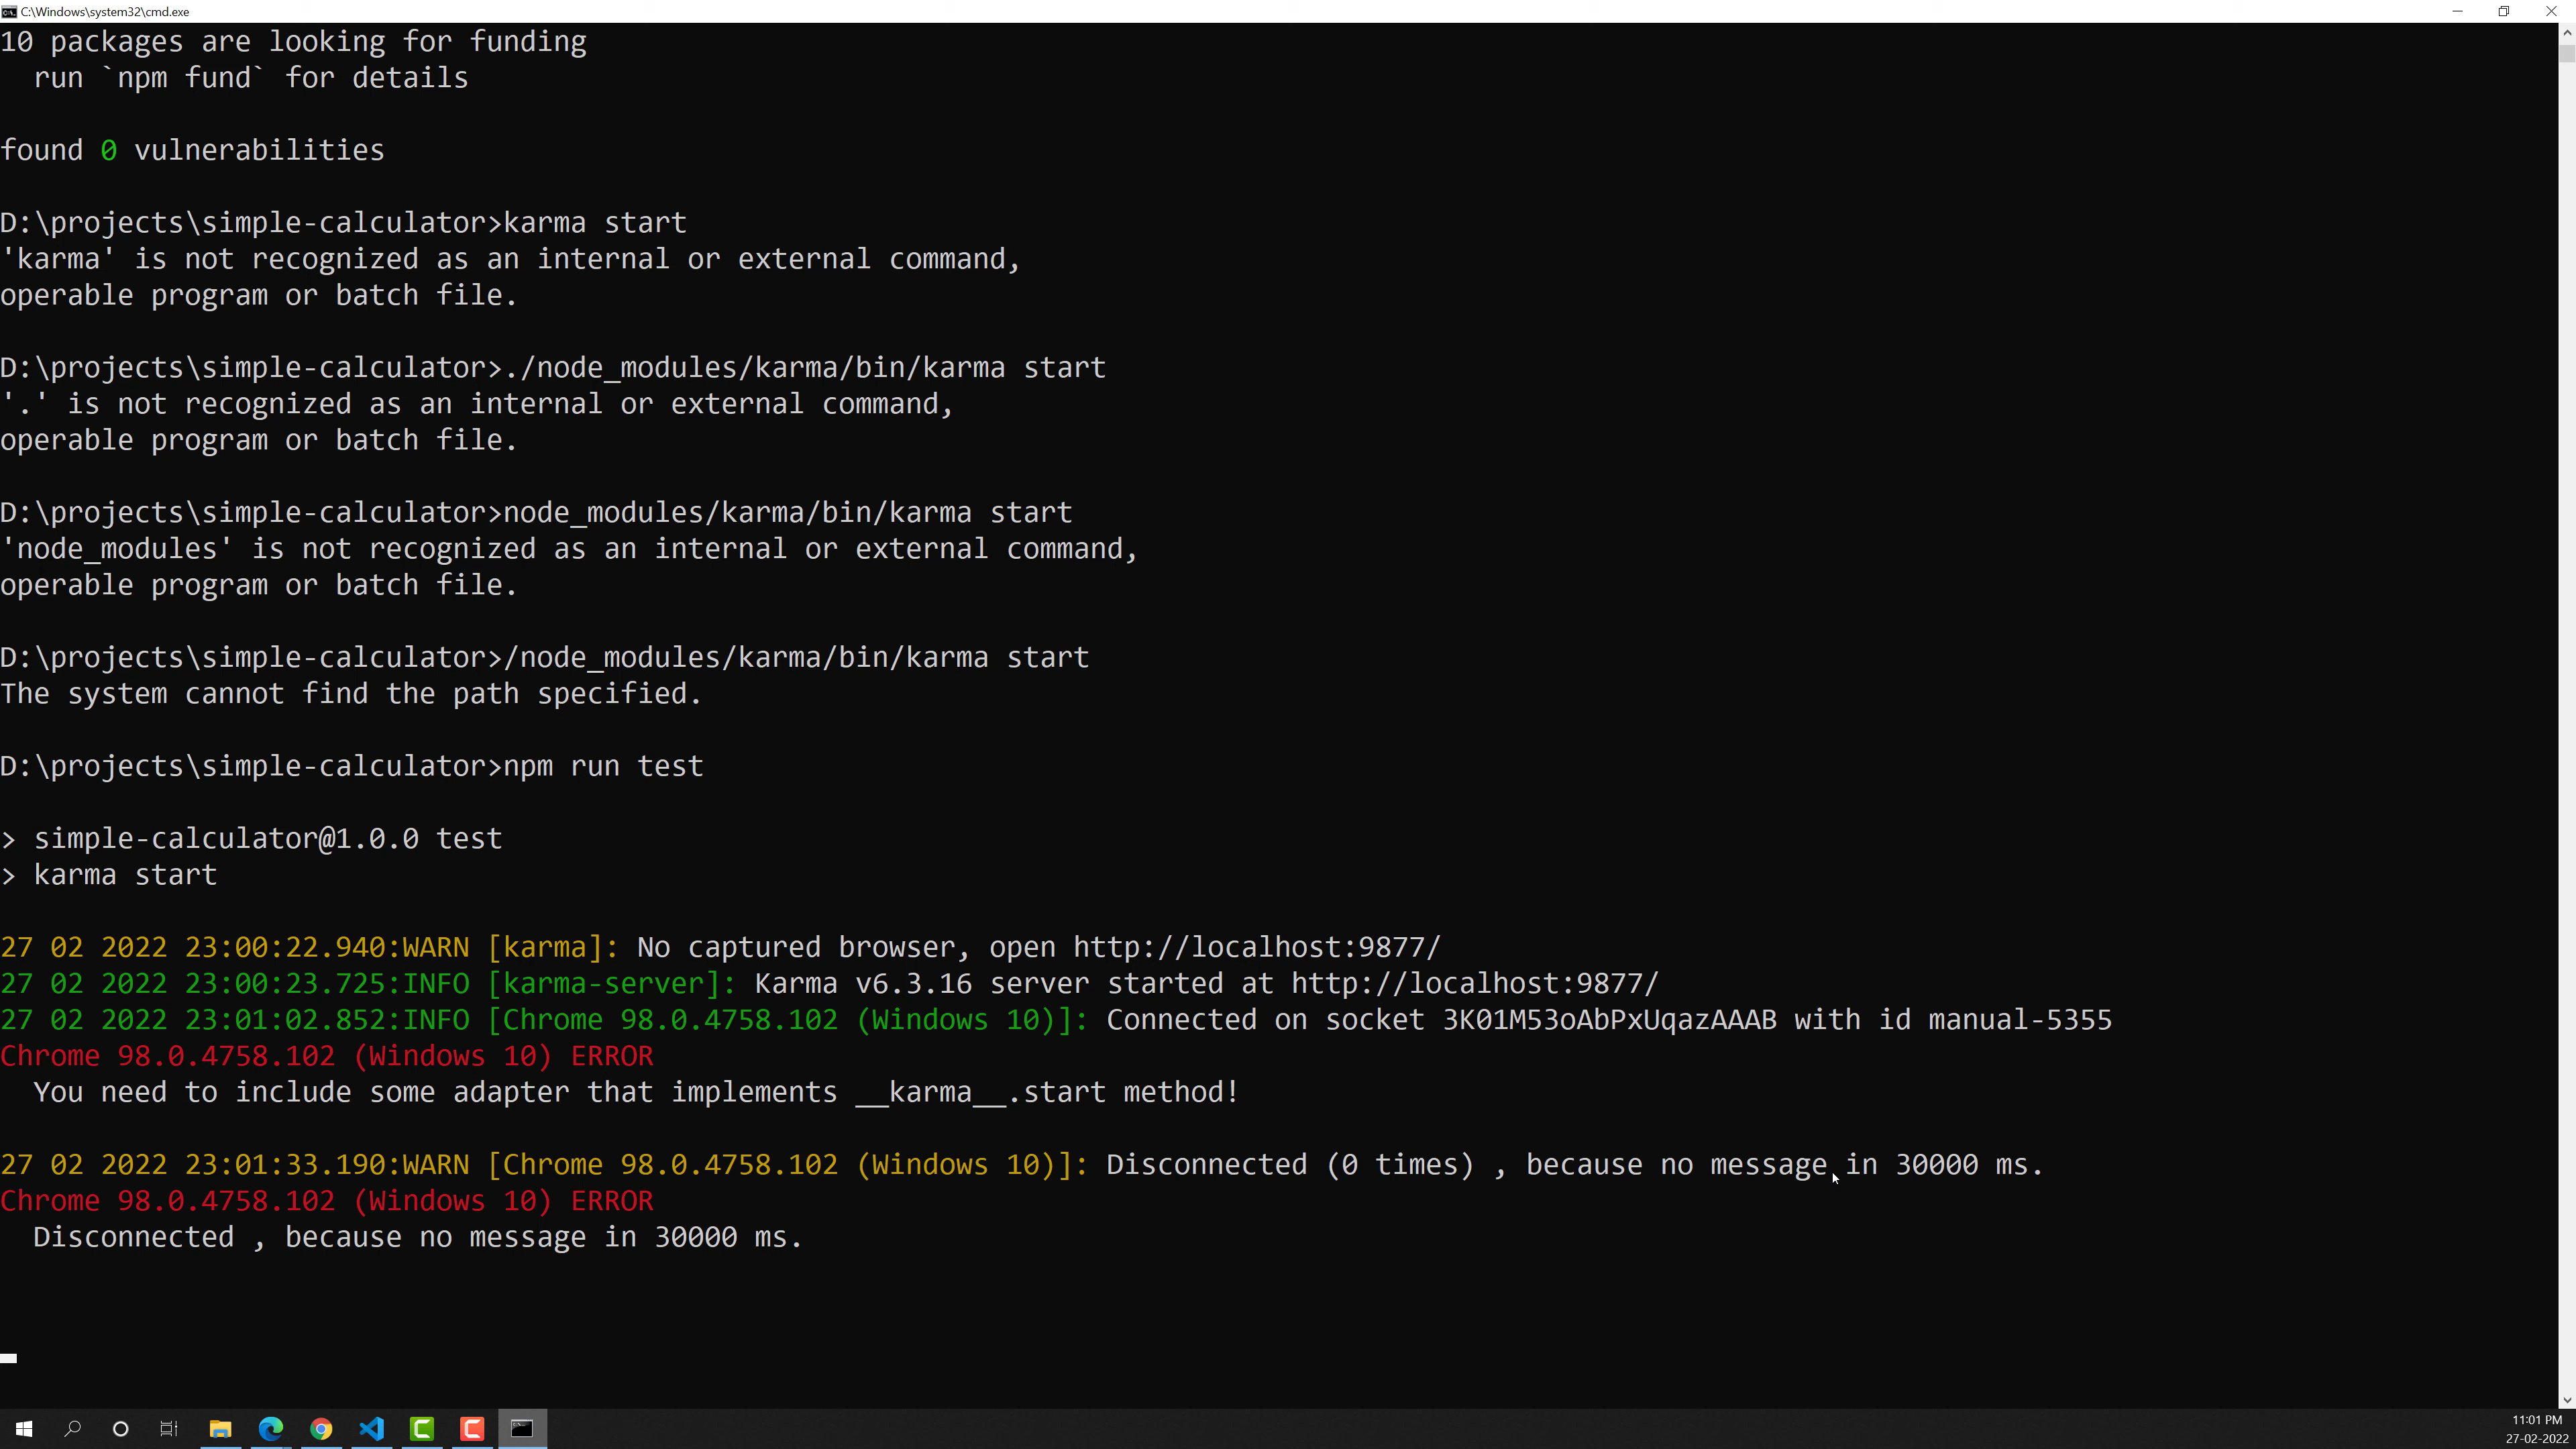 C:\Windows\system32\cmd.exe
10 packages are looking for funding
  run `npm fund` for details
found 0 vulnerabilities
D:\projects\simple-calculator>karma start
'karma' is not recognized as an internal or external command,
operable program or batch file.
D:\projects\simple-calculator>./node_modules/karma/bin/karma start
'.' is not recognized as an internal or external command,
operable program or batch file.
D:\projects\simple-calculator>node_modules/karma/bin/karma start
'node_modules' is not recognized as an internal or external command,
operable program or batch file.
D:\projects\simple-calculator>/node_modules/karma/bin/karma start
The system cannot find the path specified.
D:\projects\simple-calculator>npm run test
> simple-calculator@1.0.0 test
> karma start
27 02 2022 23:00:22.940:WARN [karma]: No captured browser, open http://localhost:9877/
27 02 2022 23:00:23.725:INFO [karma-server]: Karma v6.3.16 server started at http://localhost:9877/
27 02 2022 23:01:02.852:INFO [Chrome 98.0.4758.102 (Windows 10)]: Connected on socket 3K01M53oAbPxUqazAAAB with id manual-5355
Chrome 98.0.4758.102 (Windows 10) ERROR
  You need to include some adapter that implements __karma__.start method!
27 02 2022 23:01:33.190:WARN [Chrome 98.0.4758.102 (Windows 10)]: Disconnected (0 times) , because no message in 30000 ms.
Chrome 98.0.4758.102 (Windows 10) ERROR
  Disconnected , because no message in 30000 ms.
11:01 PM
27-02-2022